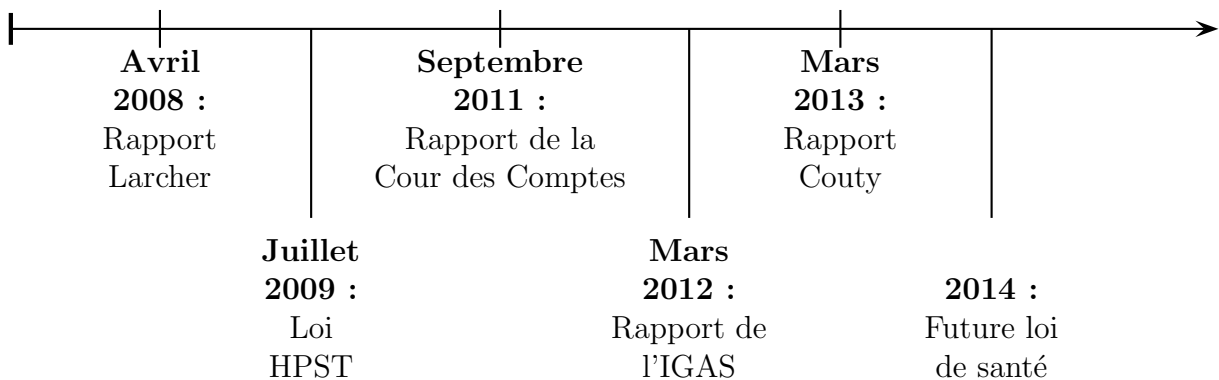 Avril
2008 :
Rapport
Larcher
Septembre
2011 :
Rapport de la
Cour des Comptes
Mars
2013 :
Rapport
Couty
Juillet
2009 :
Loi
HPST
Mars
2012 :
Rapport de
l'IGAS
2014 :
Future loi
de santé